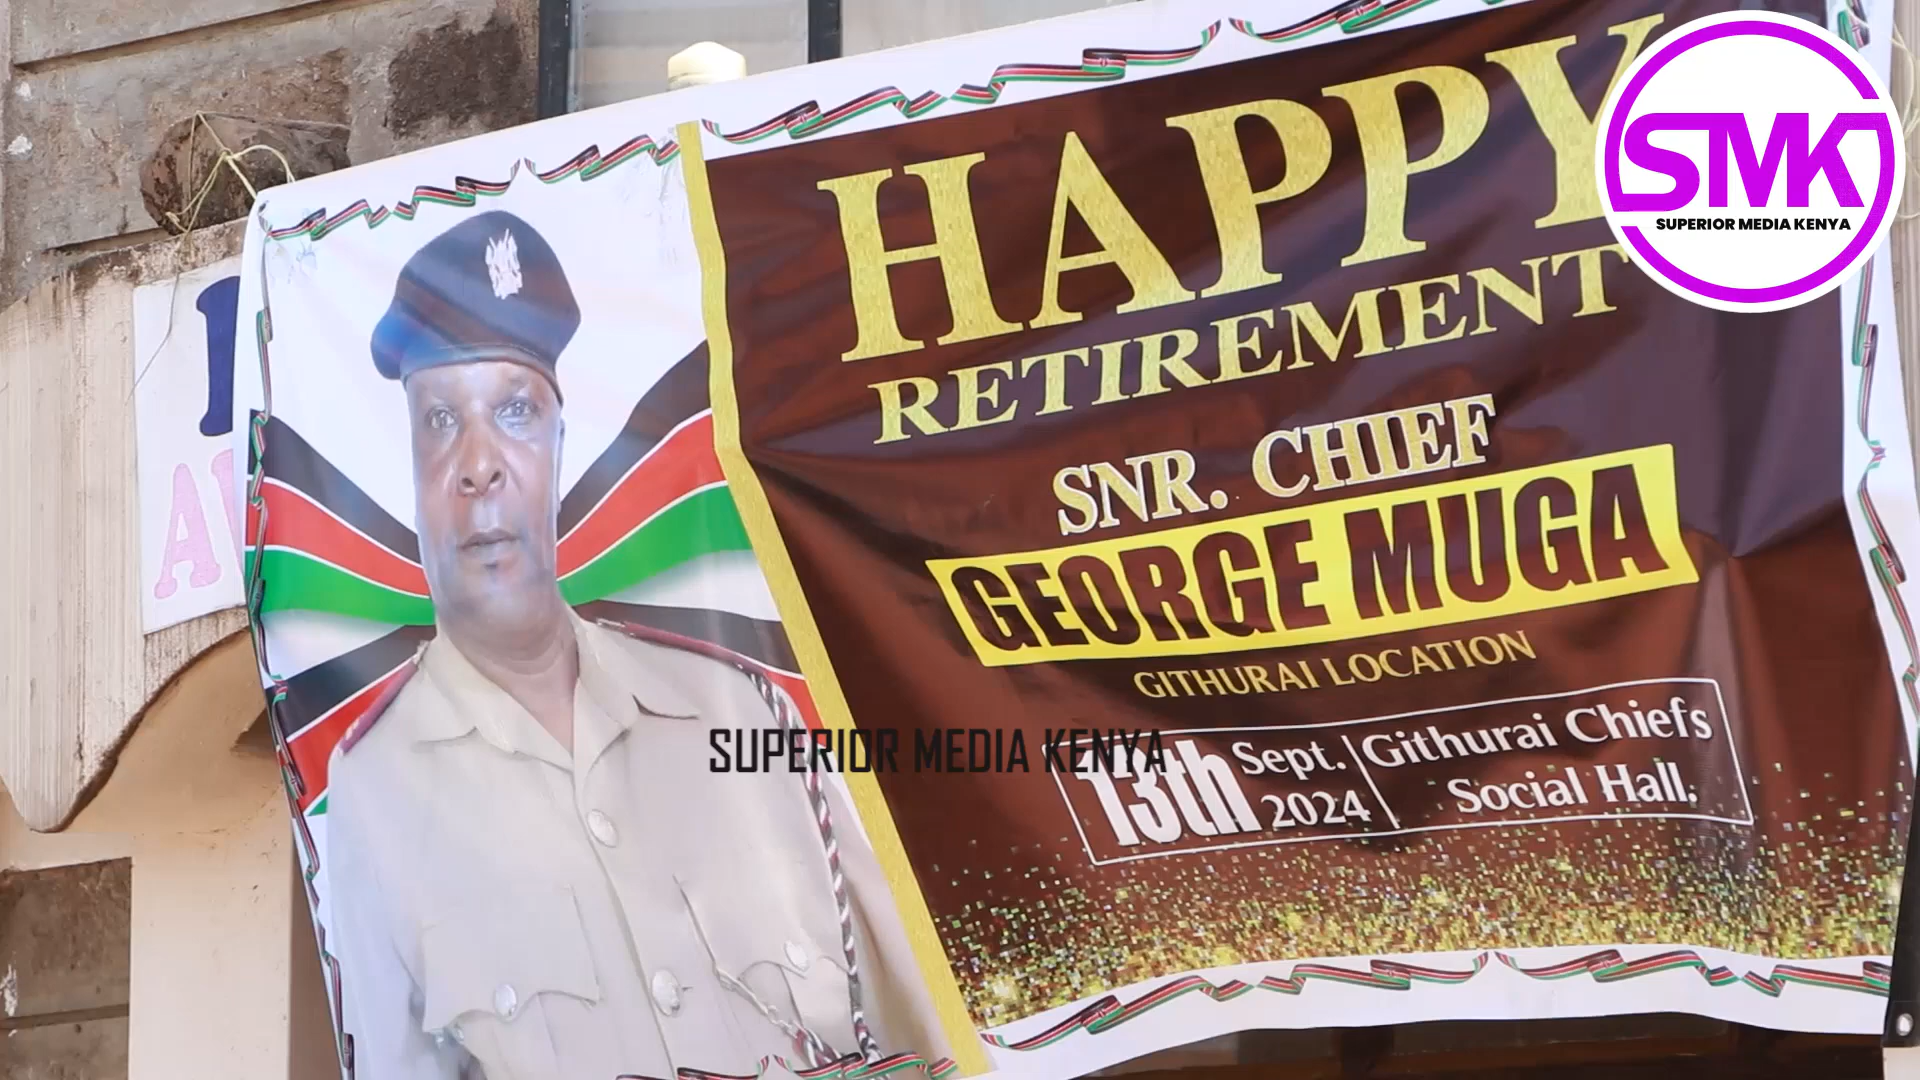 HAPPY
RETIREMENT
SNR. CHIEF
GEORGE MUGA
GITHURAI LOCATION
13th Sept. 2024 | Githurai Chiefs
Social Hall.
SMK
SUPERIOR MEDIA KENYA
SUPERIOR MEDIA KENYA